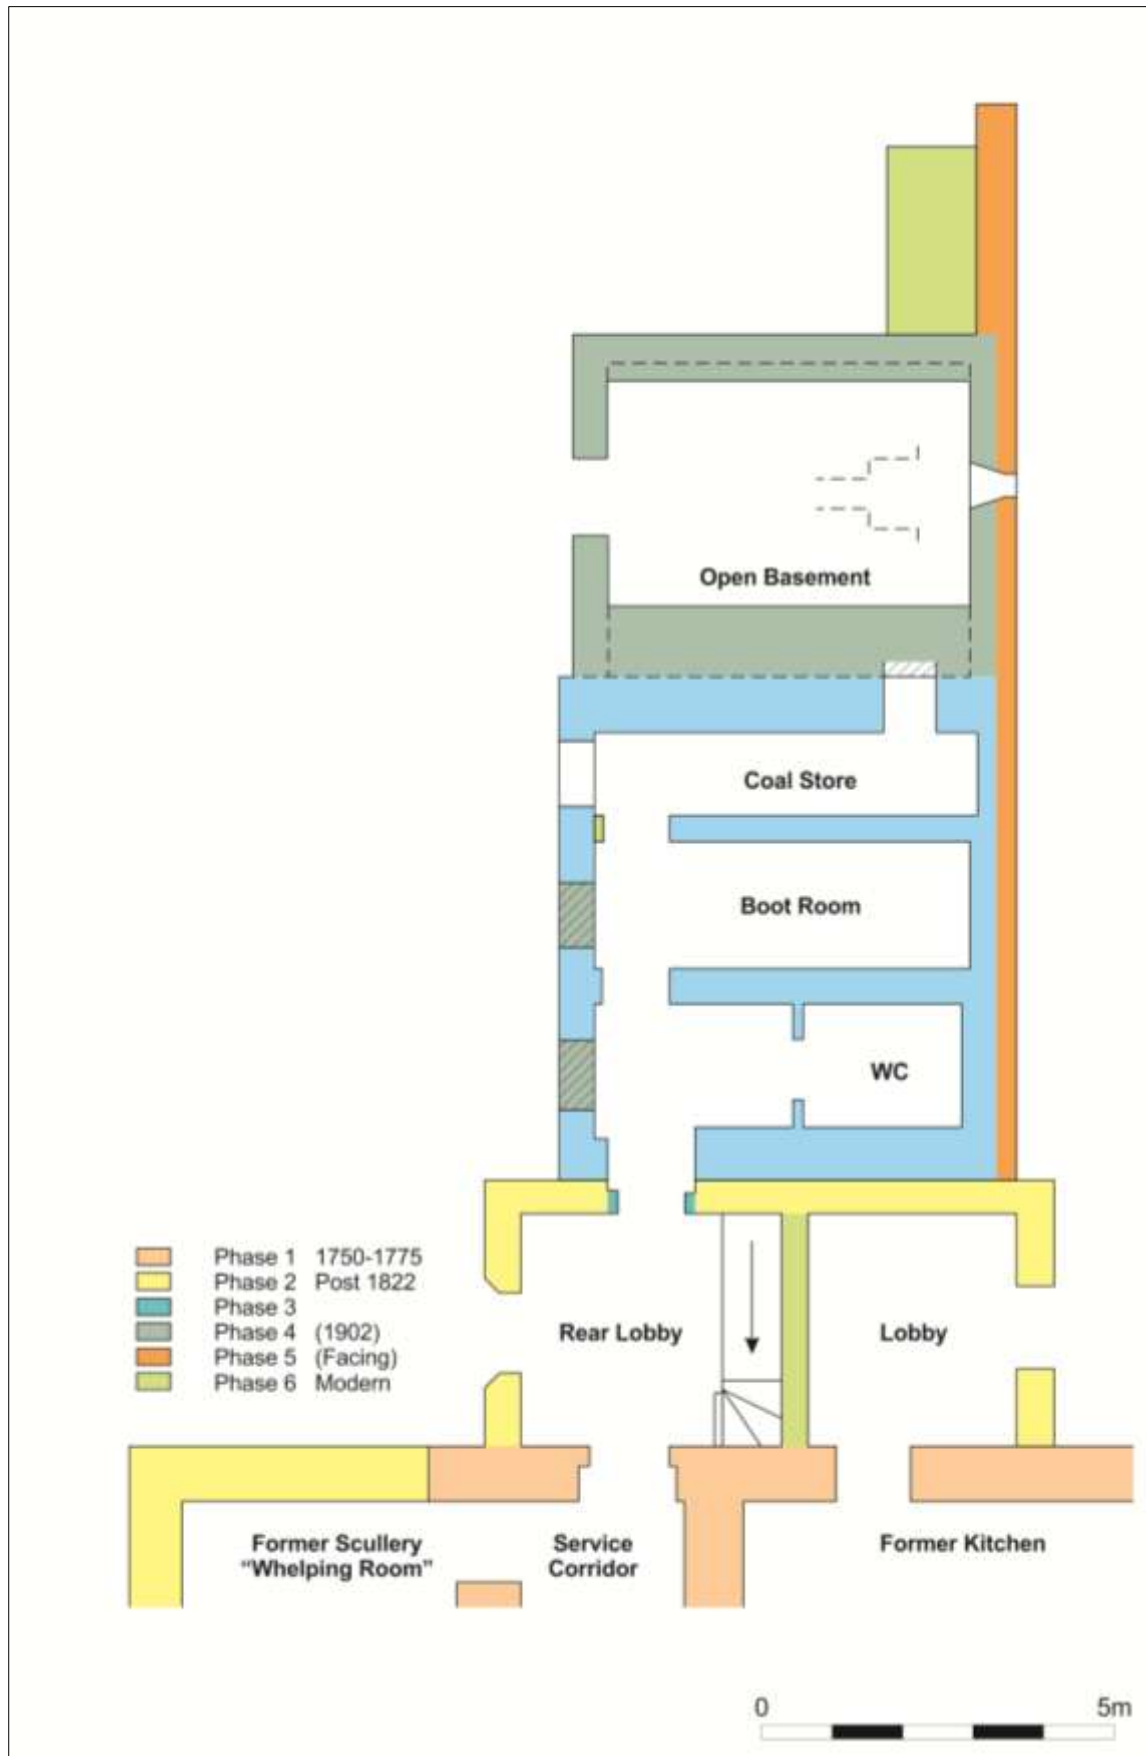 Open Basement
Coal Store
Boot Room
WC
Phase 1 1750-1775
Phase 2 Post 1822
Phase 3
Phase 4 (1902)
Phase 5 (Facing)
Phase 6 Modern
Rear Lobby
Lobby
Former Scullery
“Whelping Room”
Service
Corridor
Former Kitchen
0 5m